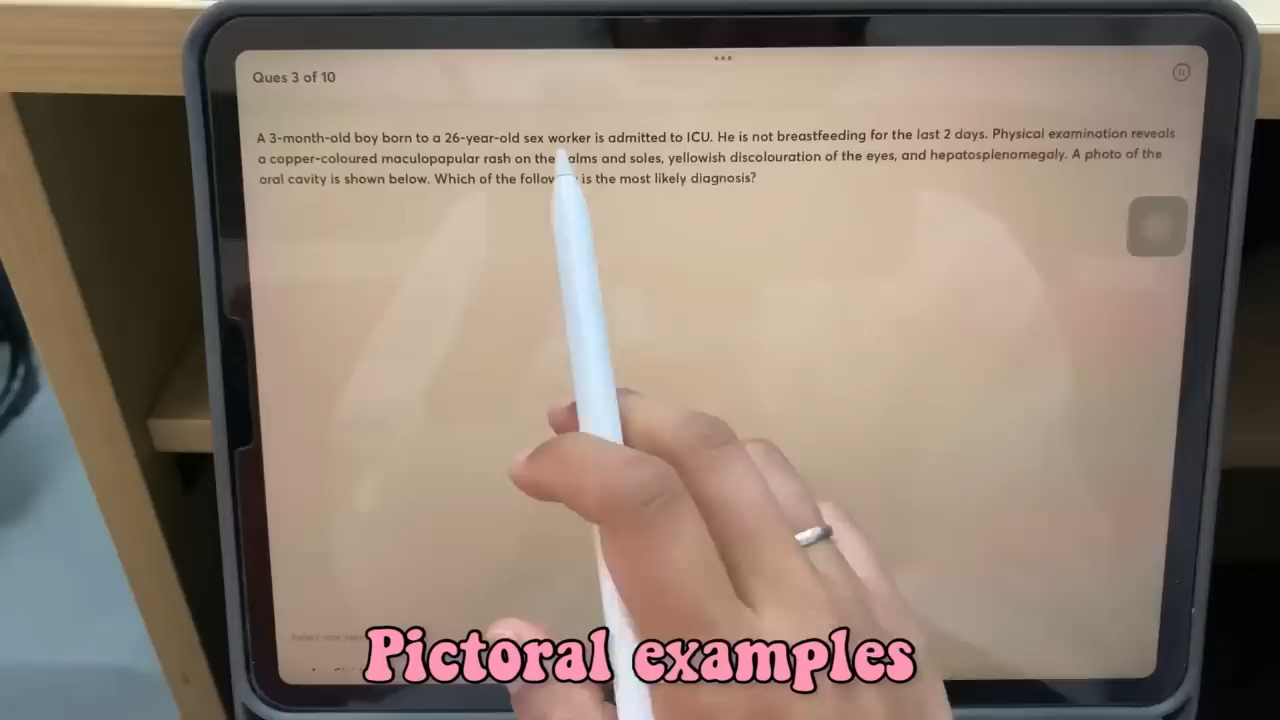 Ques 3 of 10
A 3-month-old boy born to a 26-year-old sex worker is admitted to ICU. He is not breastfeeding for the last 2 days. Physical examination reveals
a copper-coloured maculopapular rash on the alms and soles, yellowish discolouration of the eyes, and hepatosplenomegaly. A photo of the
oral cavity is shown below. Which of the follow is the most likely diagnosis?
Pictoral examples